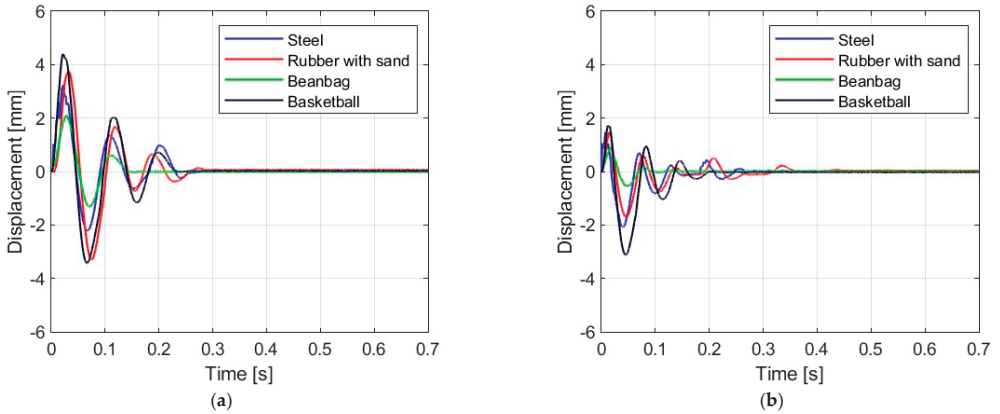 6
4
2
0
-2
-4
-6
Displacement [mm]
Steel
Rubber with sand
Beanbag
Basketball
0 0.1 0.2 0.3 0.4 0.5 0.6 0.7
Time [s]
(a)
6
4
2
0
-2
-4
-6
Displacement [mm]
Steel
Rubber with sand
Beanbag
Basketball
0 0.1 0.2 0.3 0.4 0.5 0.6 0.7
Time [s]
(b)